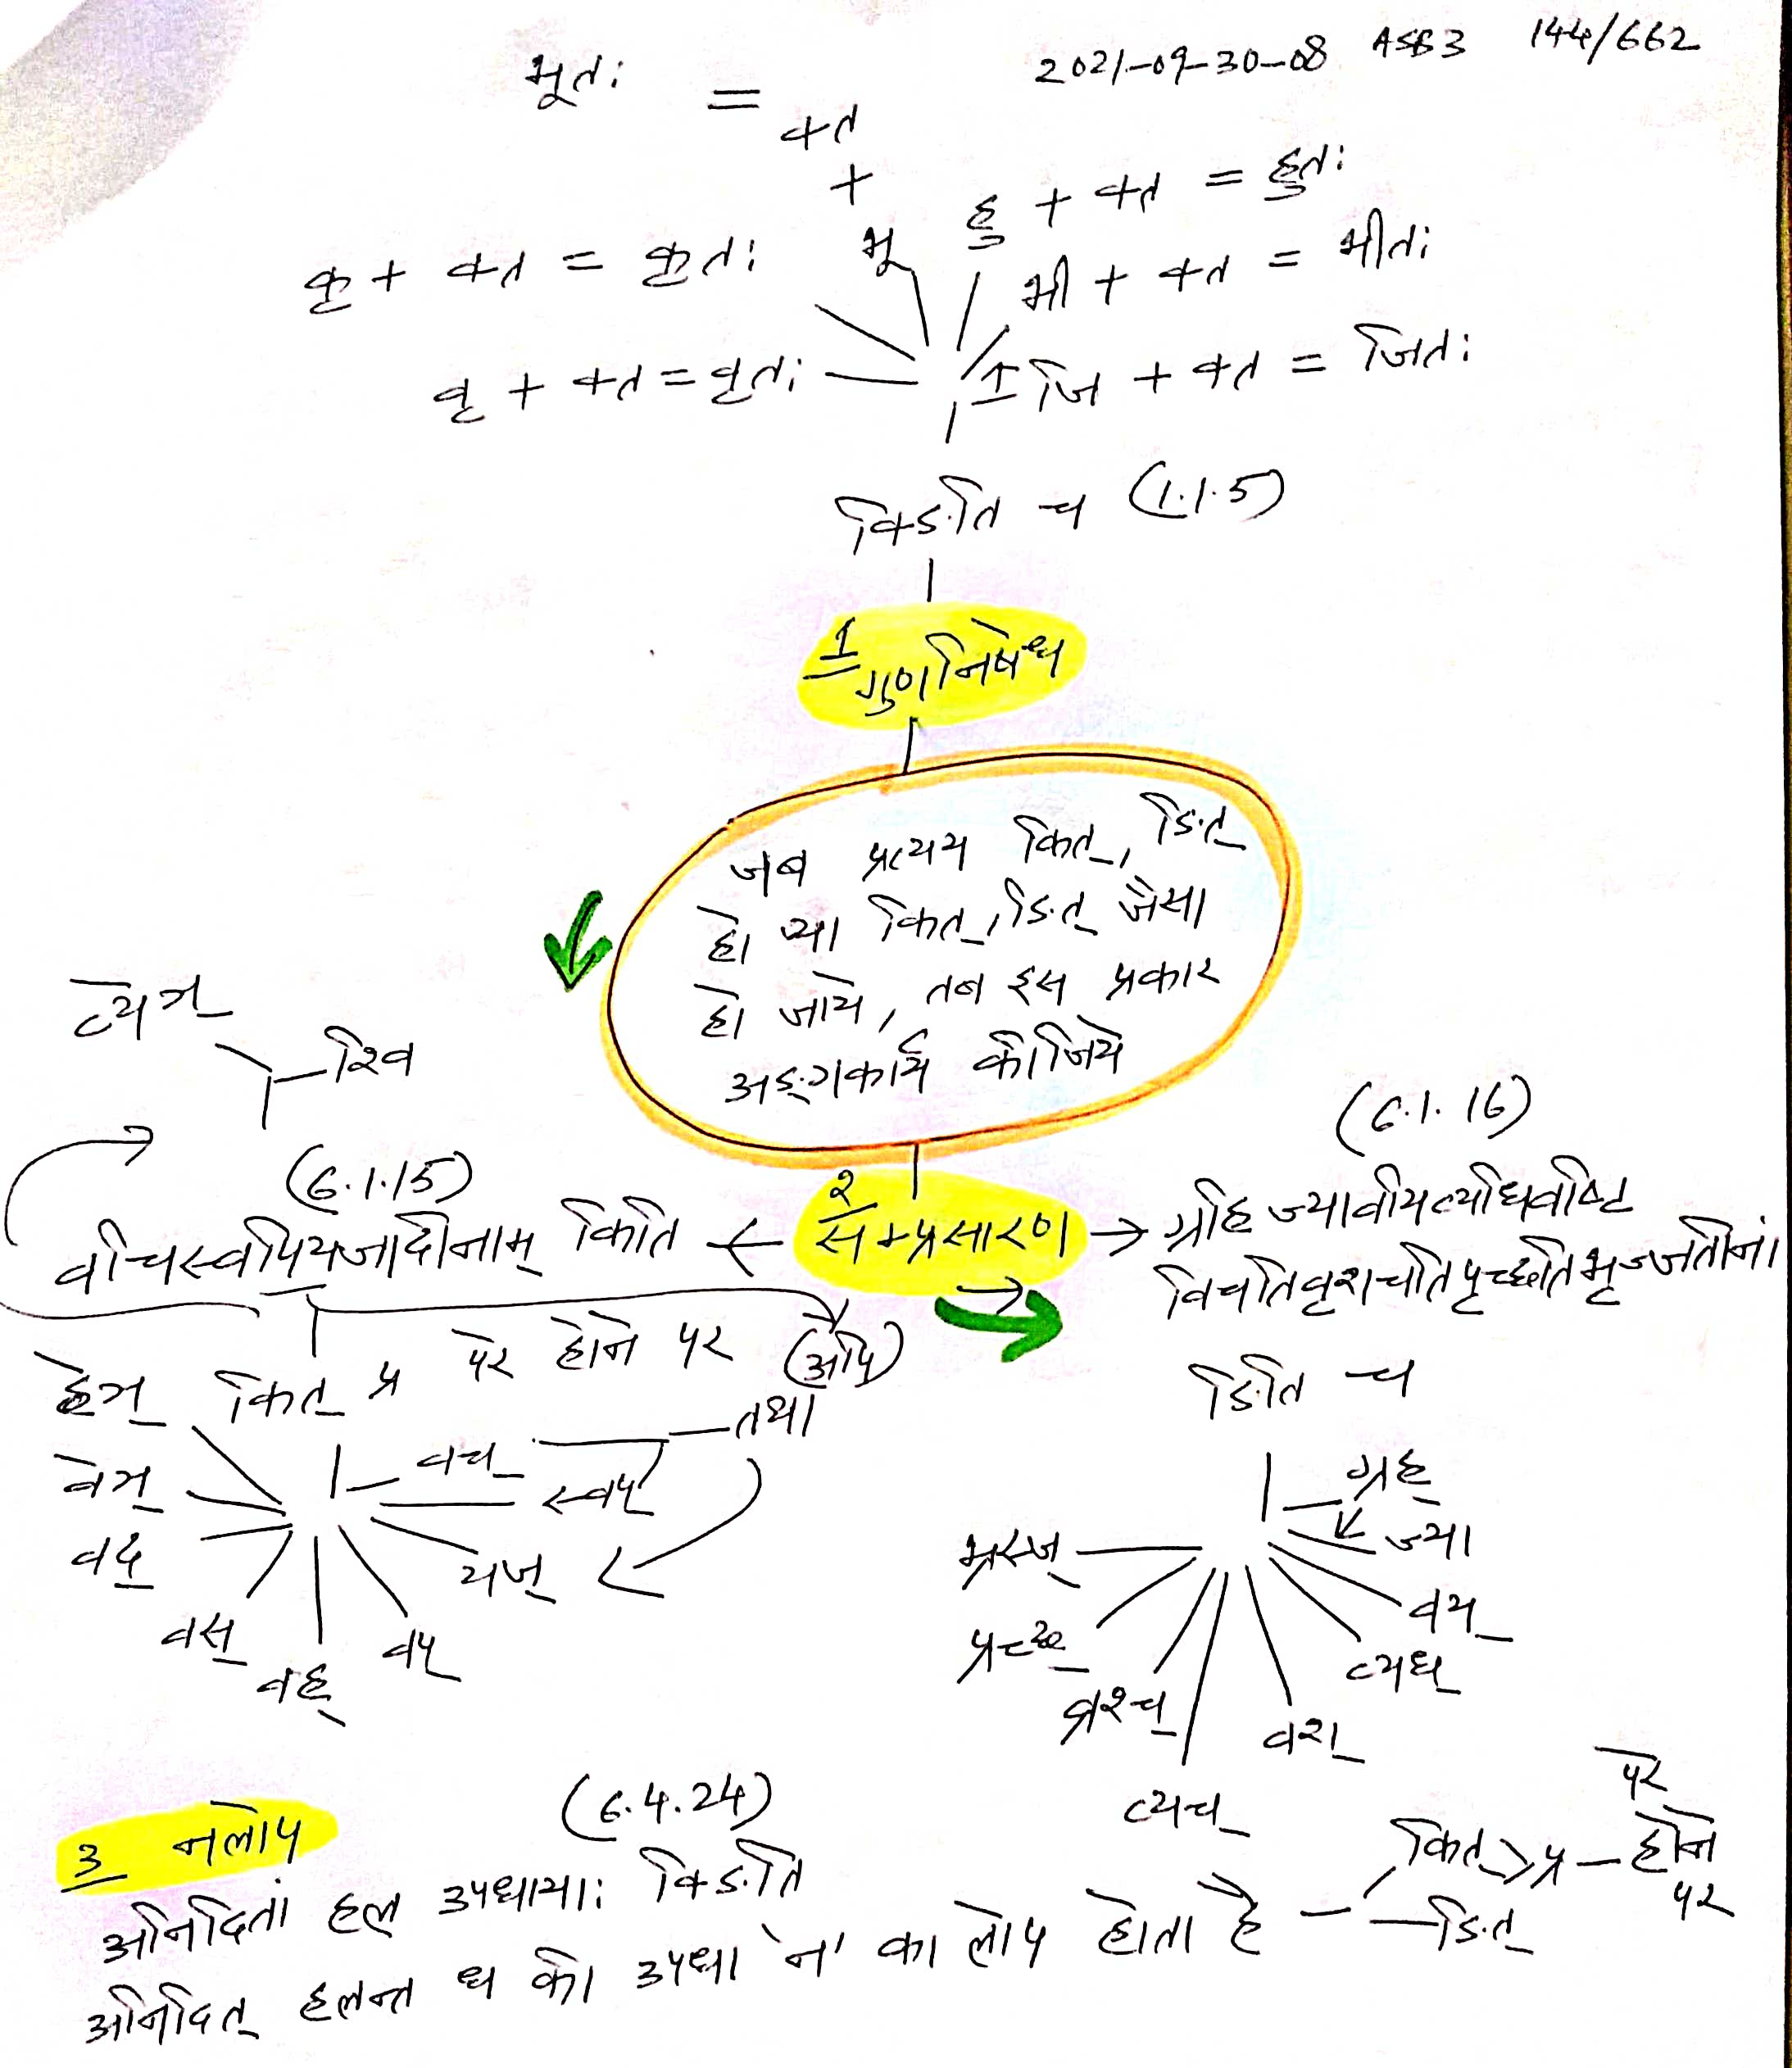 2021-09-30-08 ASB3 144/662
भूतः
=
क्त
+
भू
हु + क्त = हुतः
कृ + क्त = कृतः
भी + क्त = भीतः
वृ + क्त = वृतः
1 जि + क्त = जितः
क्ङिति च (1.1.5)
1
गुणनिषेध
जब प्रत्यय कित्, ङित्
हो या कित्, ङित् जैसा
हो जाये, तब इस प्रकार
अङ्गकार्य कीजिये
व्येञ्
श्वि
(6.1.15)
वचिस्वपियजादीनाम् किति ←
२
सम्प्रसारण
(6.1.16)
→ ग्रहिज्यावयिव्यधिवष्टि
विचतिवृश्चतिपृच्छतिभृज्जतीनां
ङिति च
कित् प्र परे होने पर (अपि)
तथा
ह्वेञ्
वेञ्
वद्
वस्
वह्
वप्
यज्
स्वप्
वच्
ग्रह्
ज्या
वय्
व्यध्
वश्
व्यच्
व्रश्च्
प्रच्छ्
भ्रस्ज्
3 नलोप
(6.4.24)
अनिदितां हल उपधायाः क्ङिति
अनिदित् हलन्त ध की उपधा 'न' का लोप होता है – कित् > प्र – परे होने पर
ङित्